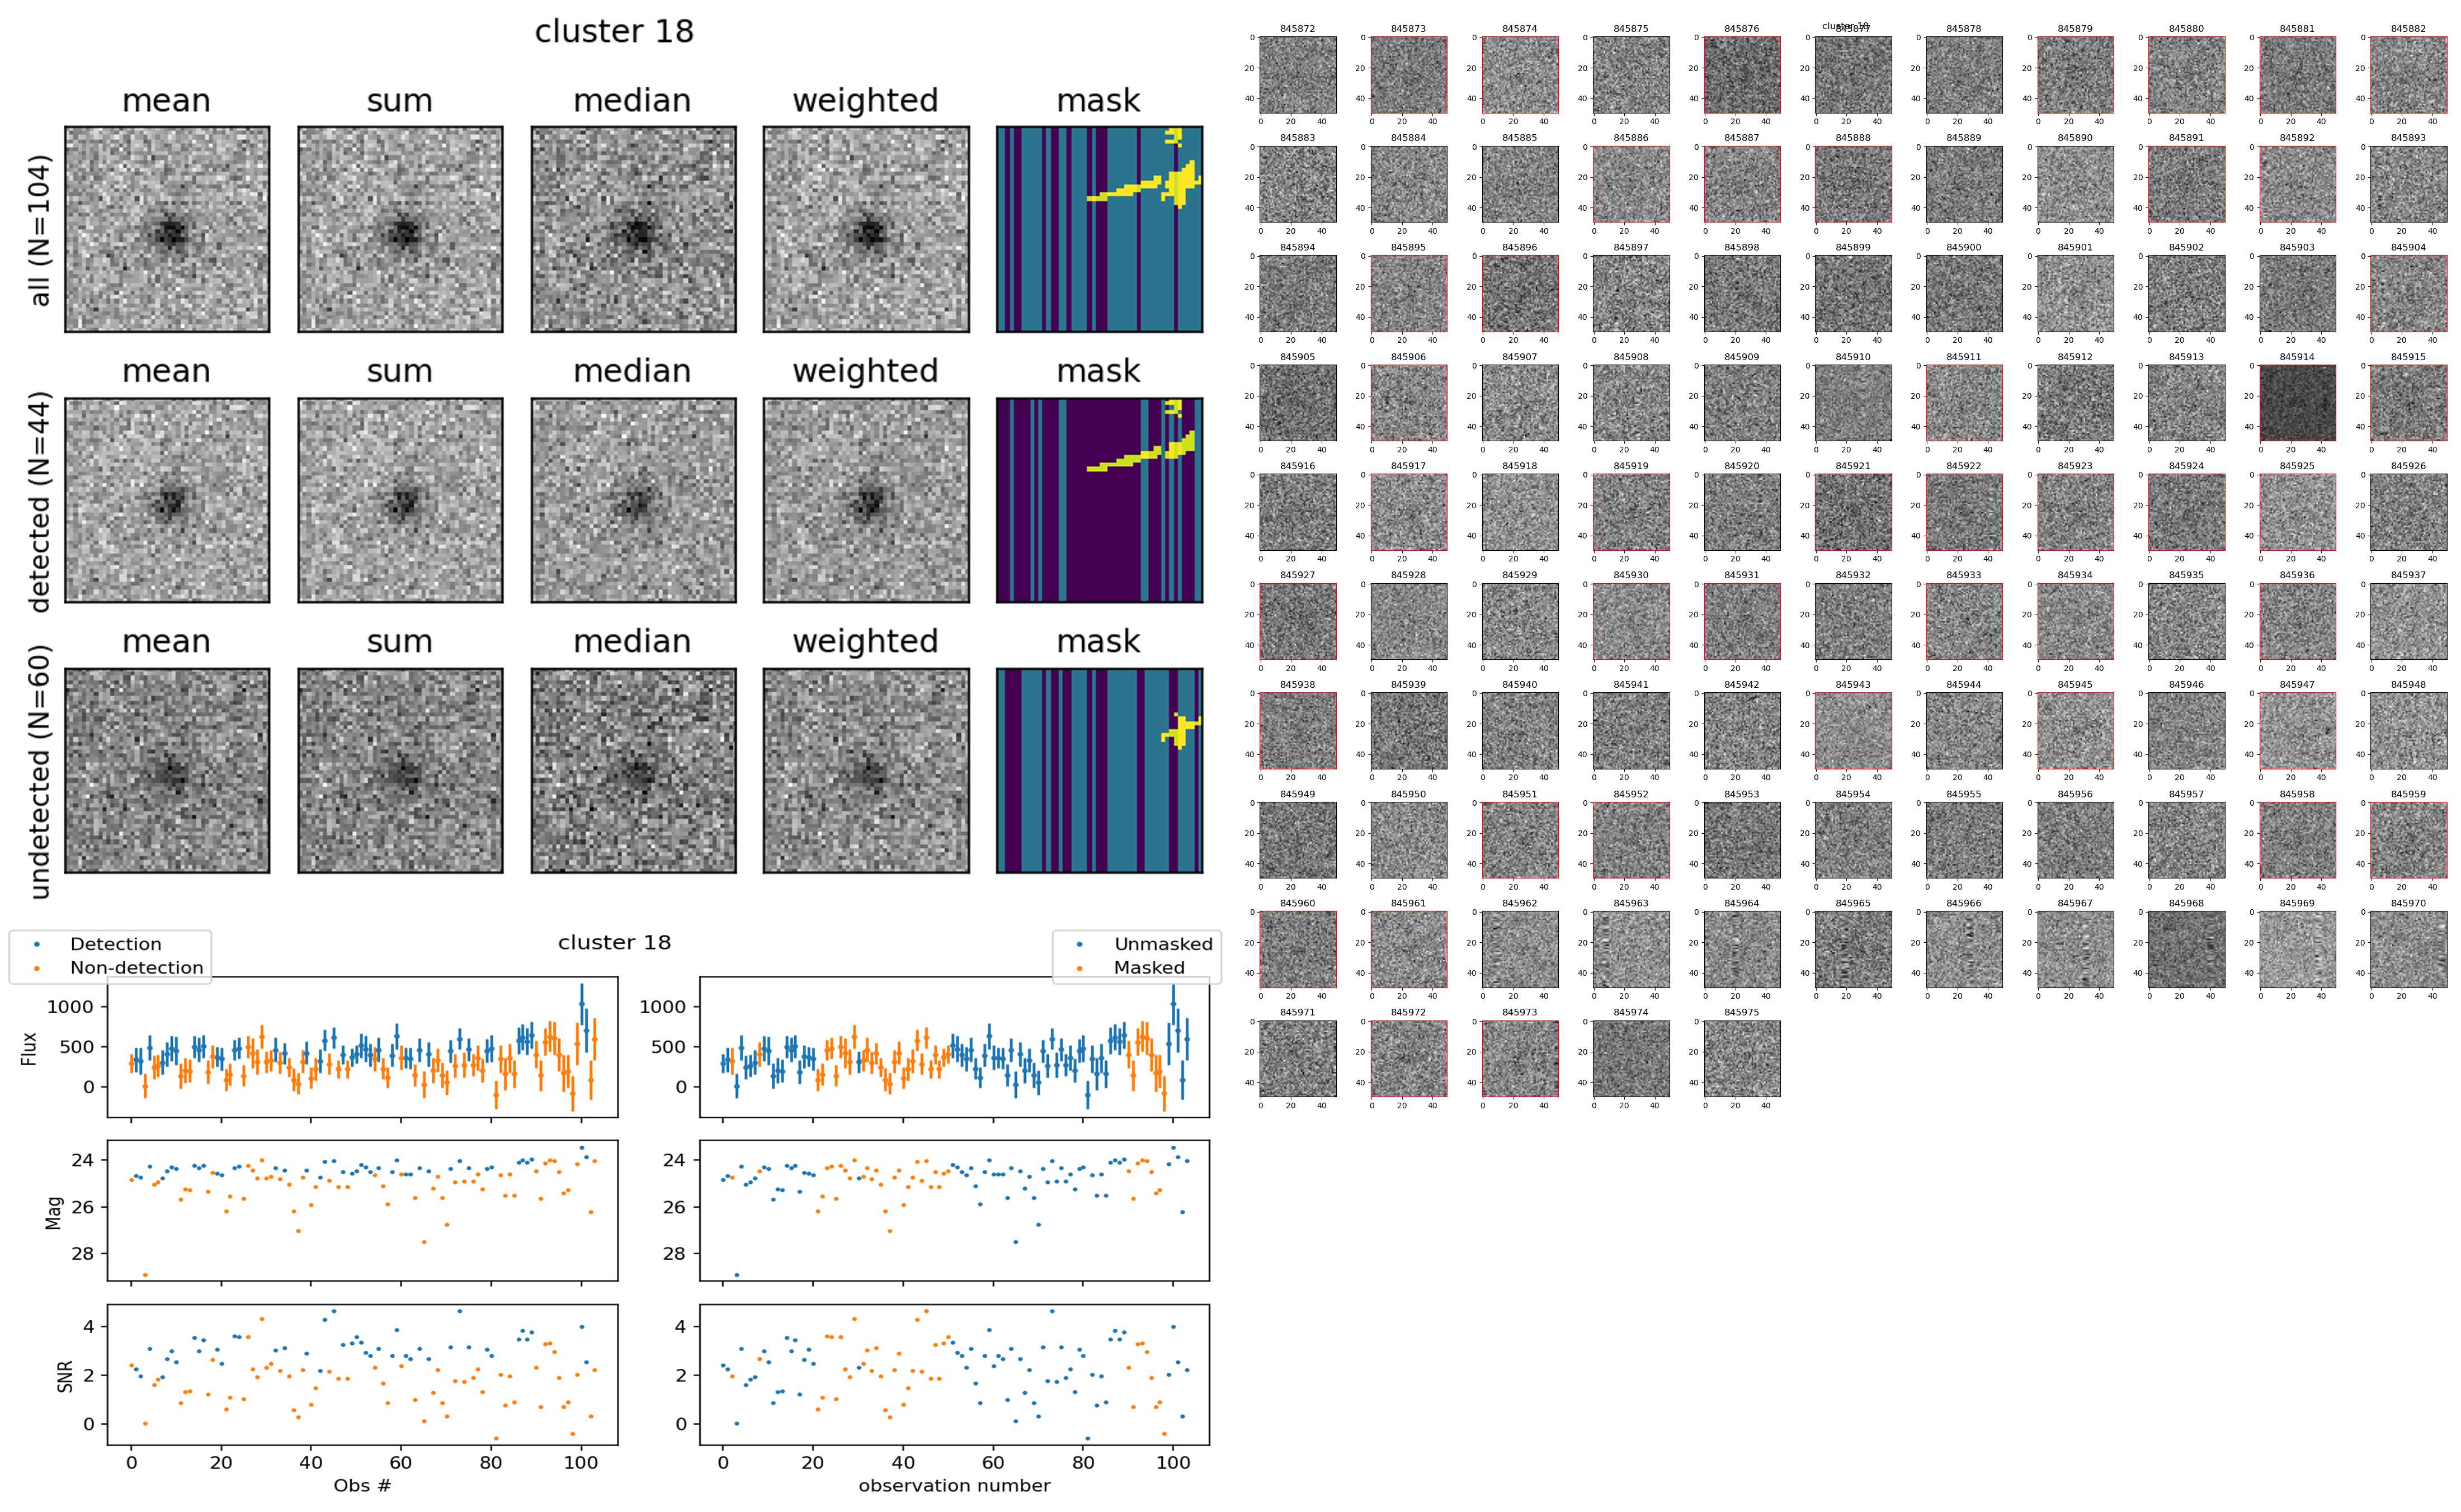 cluster 18
mean sum median weighted mask
all (N=104)
mean sum median weighted mask
detected (N=44)
mean sum median weighted mask
undetected (N=60)
cluster 18
Detection
Non-detection
Unmasked
Masked
Flux
1000
500
0
1000
500
0
Mag
24
26
28
24
26
28
SNR
4
2
0
4
2
0
0 20 40 60 80 100
0 20 40 60 80 100
Obs #
observation number
cluster 18
845872 845873 845874 845875 845876 845877 845878 845879 845880 845881 845882
845883 845884 845885 845886 845887 845888 845889 845890 845891 845892 845893
845894 845895 845896 845897 845898 845899 845900 845901 845902 845903 845904
845905 845906 845907 845908 845909 845910 845911 845912 845913 845914 845915
845916 845917 845918 845919 845920 845921 845922 845923 845924 845925 845926
845927 845928 845929 845930 845931 845932 845933 845934 845935 845936 845937
845938 845939 845940 845941 845942 845943 845944 845945 845946 845947 845948
845949 845950 845951 845952 845953 845954 845955 845956 845957 845958 845959
845960 845961 845962 845963 845964 845965 845966 845967 845968 845969 845970
845971 845972 845973 845974 845975